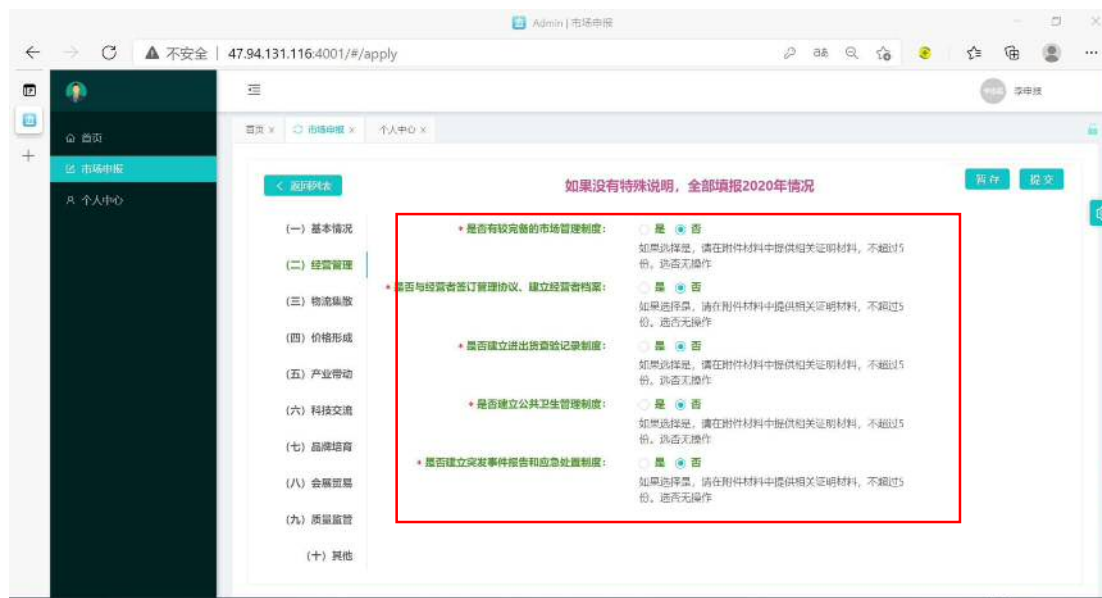 Admin | 市场申报
不安全 47.94.131.116:4001/#/apply
李申报
首页 × 市场申报 × 个人中心 ×
首页
市场申报
个人中心
< 返回列表
如果没有特殊说明，全部填报2020年情况
暂存 提交
(一) 基本情况
(二) 经营管理
(三) 物流集散
(四) 价格形成
(五) 产业带动
(六) 科技交流
(七) 品牌培育
(八) 会展贸易
(九) 质量监管
(十) 其他
* 是否有较完备的市场管理制度： 是 否
如果选择是，请在附件材料中提供相关证明材料，不超过5
份。选否无操作
* 是否与经营者签订管理协议、建立经营者档案： 是 否
如果选择是，请在附件材料中提供相关证明材料，不超过5
份。选否无操作
* 是否建立进出货查验记录制度： 是 否
如果选择是，请在附件材料中提供相关证明材料，不超过5
份。选否无操作
* 是否建立公共卫生管理制度： 是 否
如果选择是，请在附件材料中提供相关证明材料，不超过5
份。选否无操作
* 是否建立突发事件报告和应急处置制度： 是 否
如果选择是，请在附件材料中提供相关证明材料，不超过5
份。选否无操作